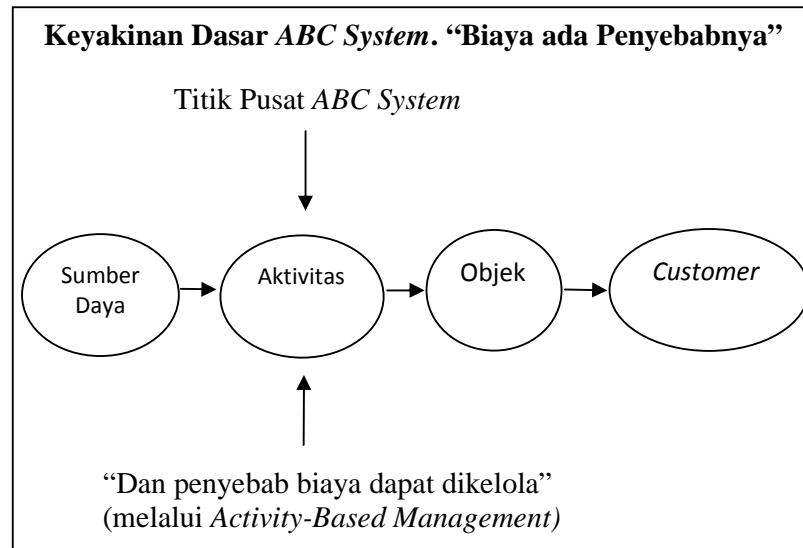 Keyakinan Dasar ABC System. “Biaya ada Penyebabnya”
Titik Pusat ABC System
Sumber
Daya
Aktivitas
Objek
Customer
“Dan penyebab biaya dapat dikelola”
(melalui Activity-Based Management)